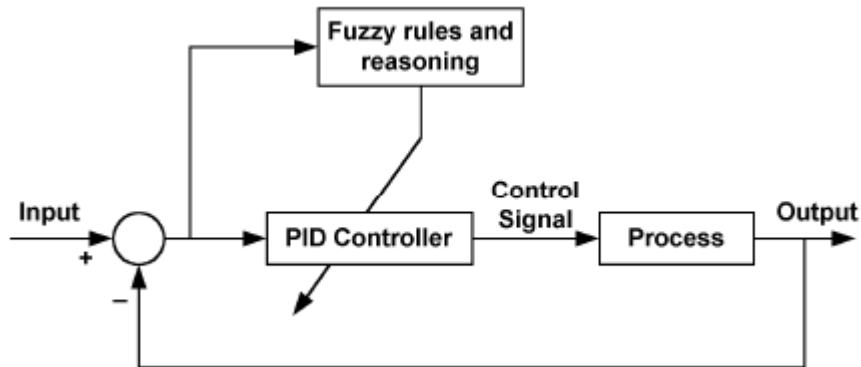 Fuzzy rules and
reasoning
Control
Signal
Input
Output
+
PID Controller
Process
–